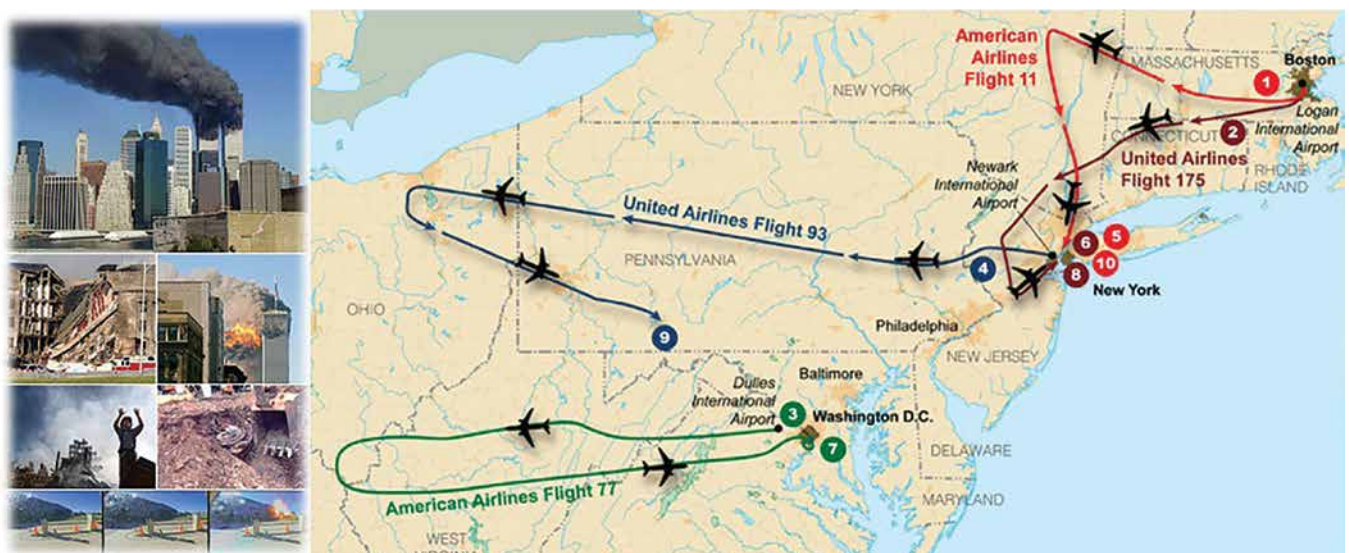 American
Airlines
Flight 11
MASSACHUSETTS
Boston
1
NEW YORK
Logan
International
Airport
2
CONNECTICUT
United Airlines
Flight 175
RHODE
ISLAND
Newark
International
Airport
United Airlines Flight 93
PENNSYLVANIA
4
6
5
8
10
New York
OHIO
Philadelphia
9
NEW JERSEY
Dulles
International
Airport
Baltimore
3
Washington D.C.
7
American Airlines Flight 77
DELAWARE
MARYLAND
WEST
VIRGINIA